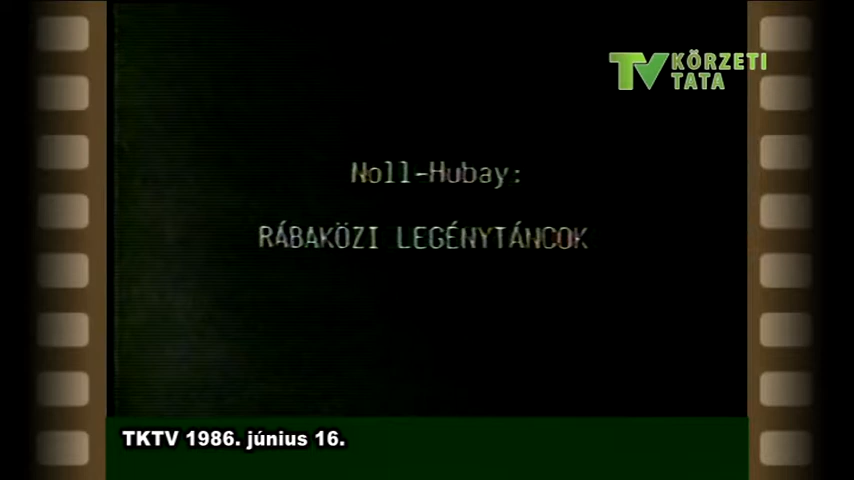 TV KÖRZETI
TATA
Noll-Hubay:
RÁBAKÖZI LEGÉNYTÁNCOK
TKTV 1986. június 16.